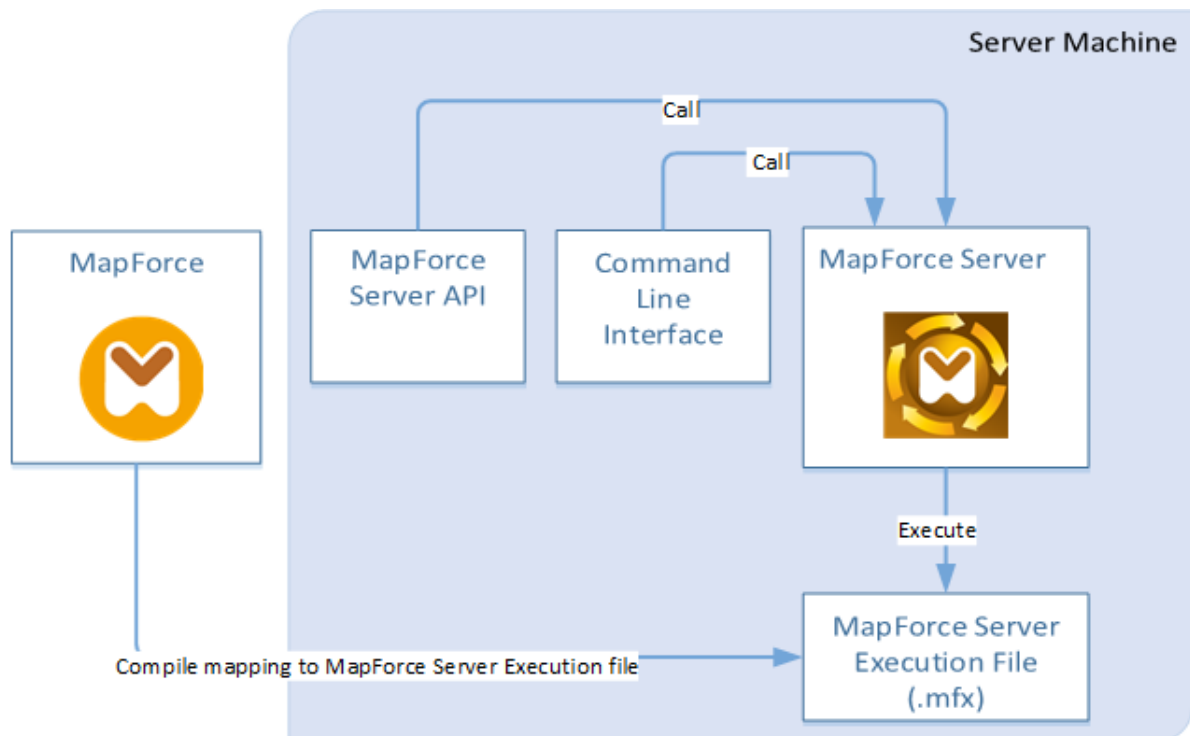 Server Machine
Call
Call
MapForce
MapForce
Server API
Command
Line
Interface
MapForce Server
Execute
MapForce Server
Execution File
(.mfx)
Compile mapping to MapForce Server Execution file